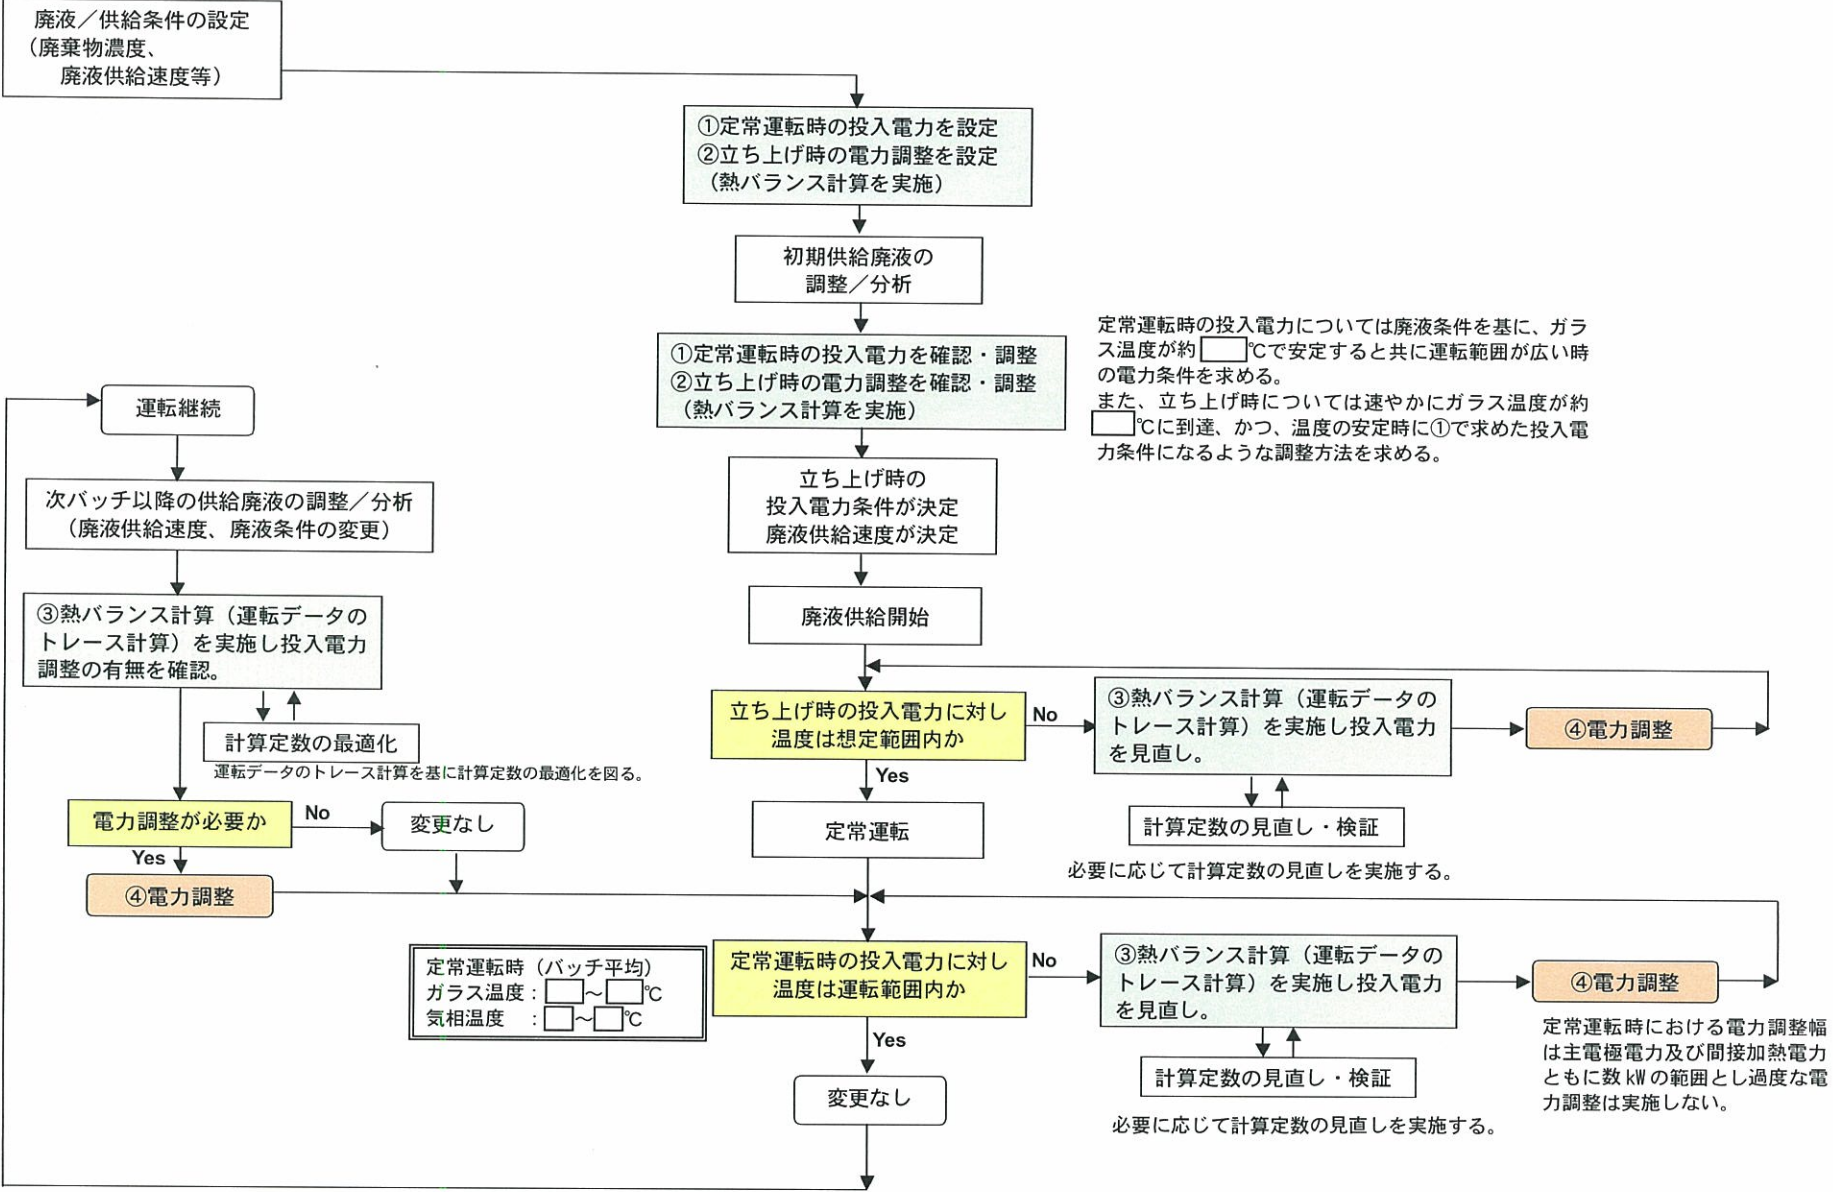 廃液／供給条件の設定
（廃棄物濃度、
廃液供給速度等）
①定常運転時の投入電力を設定
②立ち上げ時の電力調整を設定
（熱バランス計算を実施）
初期供給廃液の
調整／分析
①定常運転時の投入電力を確認・調整
②立ち上げ時の電力調整を確認・調整
（熱バランス計算を実施）
定常運転時の投入電力については廃液条件を基に、ガラ
ス温度が約　　℃で安定すると共に運転範囲が広い時
の電力条件を求める。
また、立ち上げ時については速やかにガラス温度が約
　　℃に到達、かつ、温度の安定時に①で求めた投入電
力条件になるような調整方法を求める。
立ち上げ時の
投入電力条件が決定
廃液供給速度が決定
廃液供給開始
立ち上げ時の投入電力に対し
温度は想定範囲内か
No
③熱バランス計算（運転データの
トレース計算）を実施し投入電力
を見直し。
④電力調整
計算定数の見直し・検証
必要に応じて計算定数の見直しを実施する。
Yes
定常運転
運転継続
次バッチ以降の供給廃液の調整／分析
（廃液供給速度、廃液条件の変更）
③熱バランス計算（運転データの
トレース計算）を実施し投入電力
調整の有無を確認。
計算定数の最適化
運転データのトレース計算を基に計算定数の最適化を図る。
電力調整が必要か
No
変更なし
Yes
④電力調整
定常運転時（バッチ平均）
ガラス温度：　　～　　℃
気相温度　：　　～　　℃
定常運転時の投入電力に対し
温度は運転範囲内か
No
③熱バランス計算（運転データの
トレース計算）を実施し投入電力
を見直し。
④電力調整
計算定数の見直し・検証
必要に応じて計算定数の見直しを実施する。
定常運転時における電力調整幅
は主電極電力及び間接加熱電力
ともに数kWの範囲とし過度な電
力調整は実施しない。
Yes
変更なし